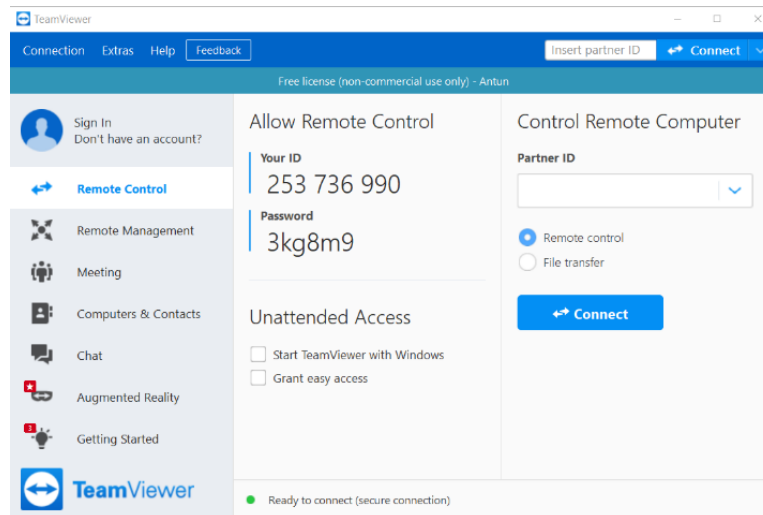 TeamViewer
Connection Extras Help Feedback
Insert partner ID Connect
Free license (non-commercial use only) - Antun
Sign In
Don't have an account?
Remote Control
Remote Management
Meeting
Computers & Contacts
Chat
Augmented Reality
3
Getting Started
TeamViewer
Allow Remote Control
Your ID
253 736 990
Password
3kg8m9
Unattended Access
Start TeamViewer with Windows
Grant easy access
Control Remote Computer
Partner ID
Remote control
File transfer
Connect
Ready to connect (secure connection)